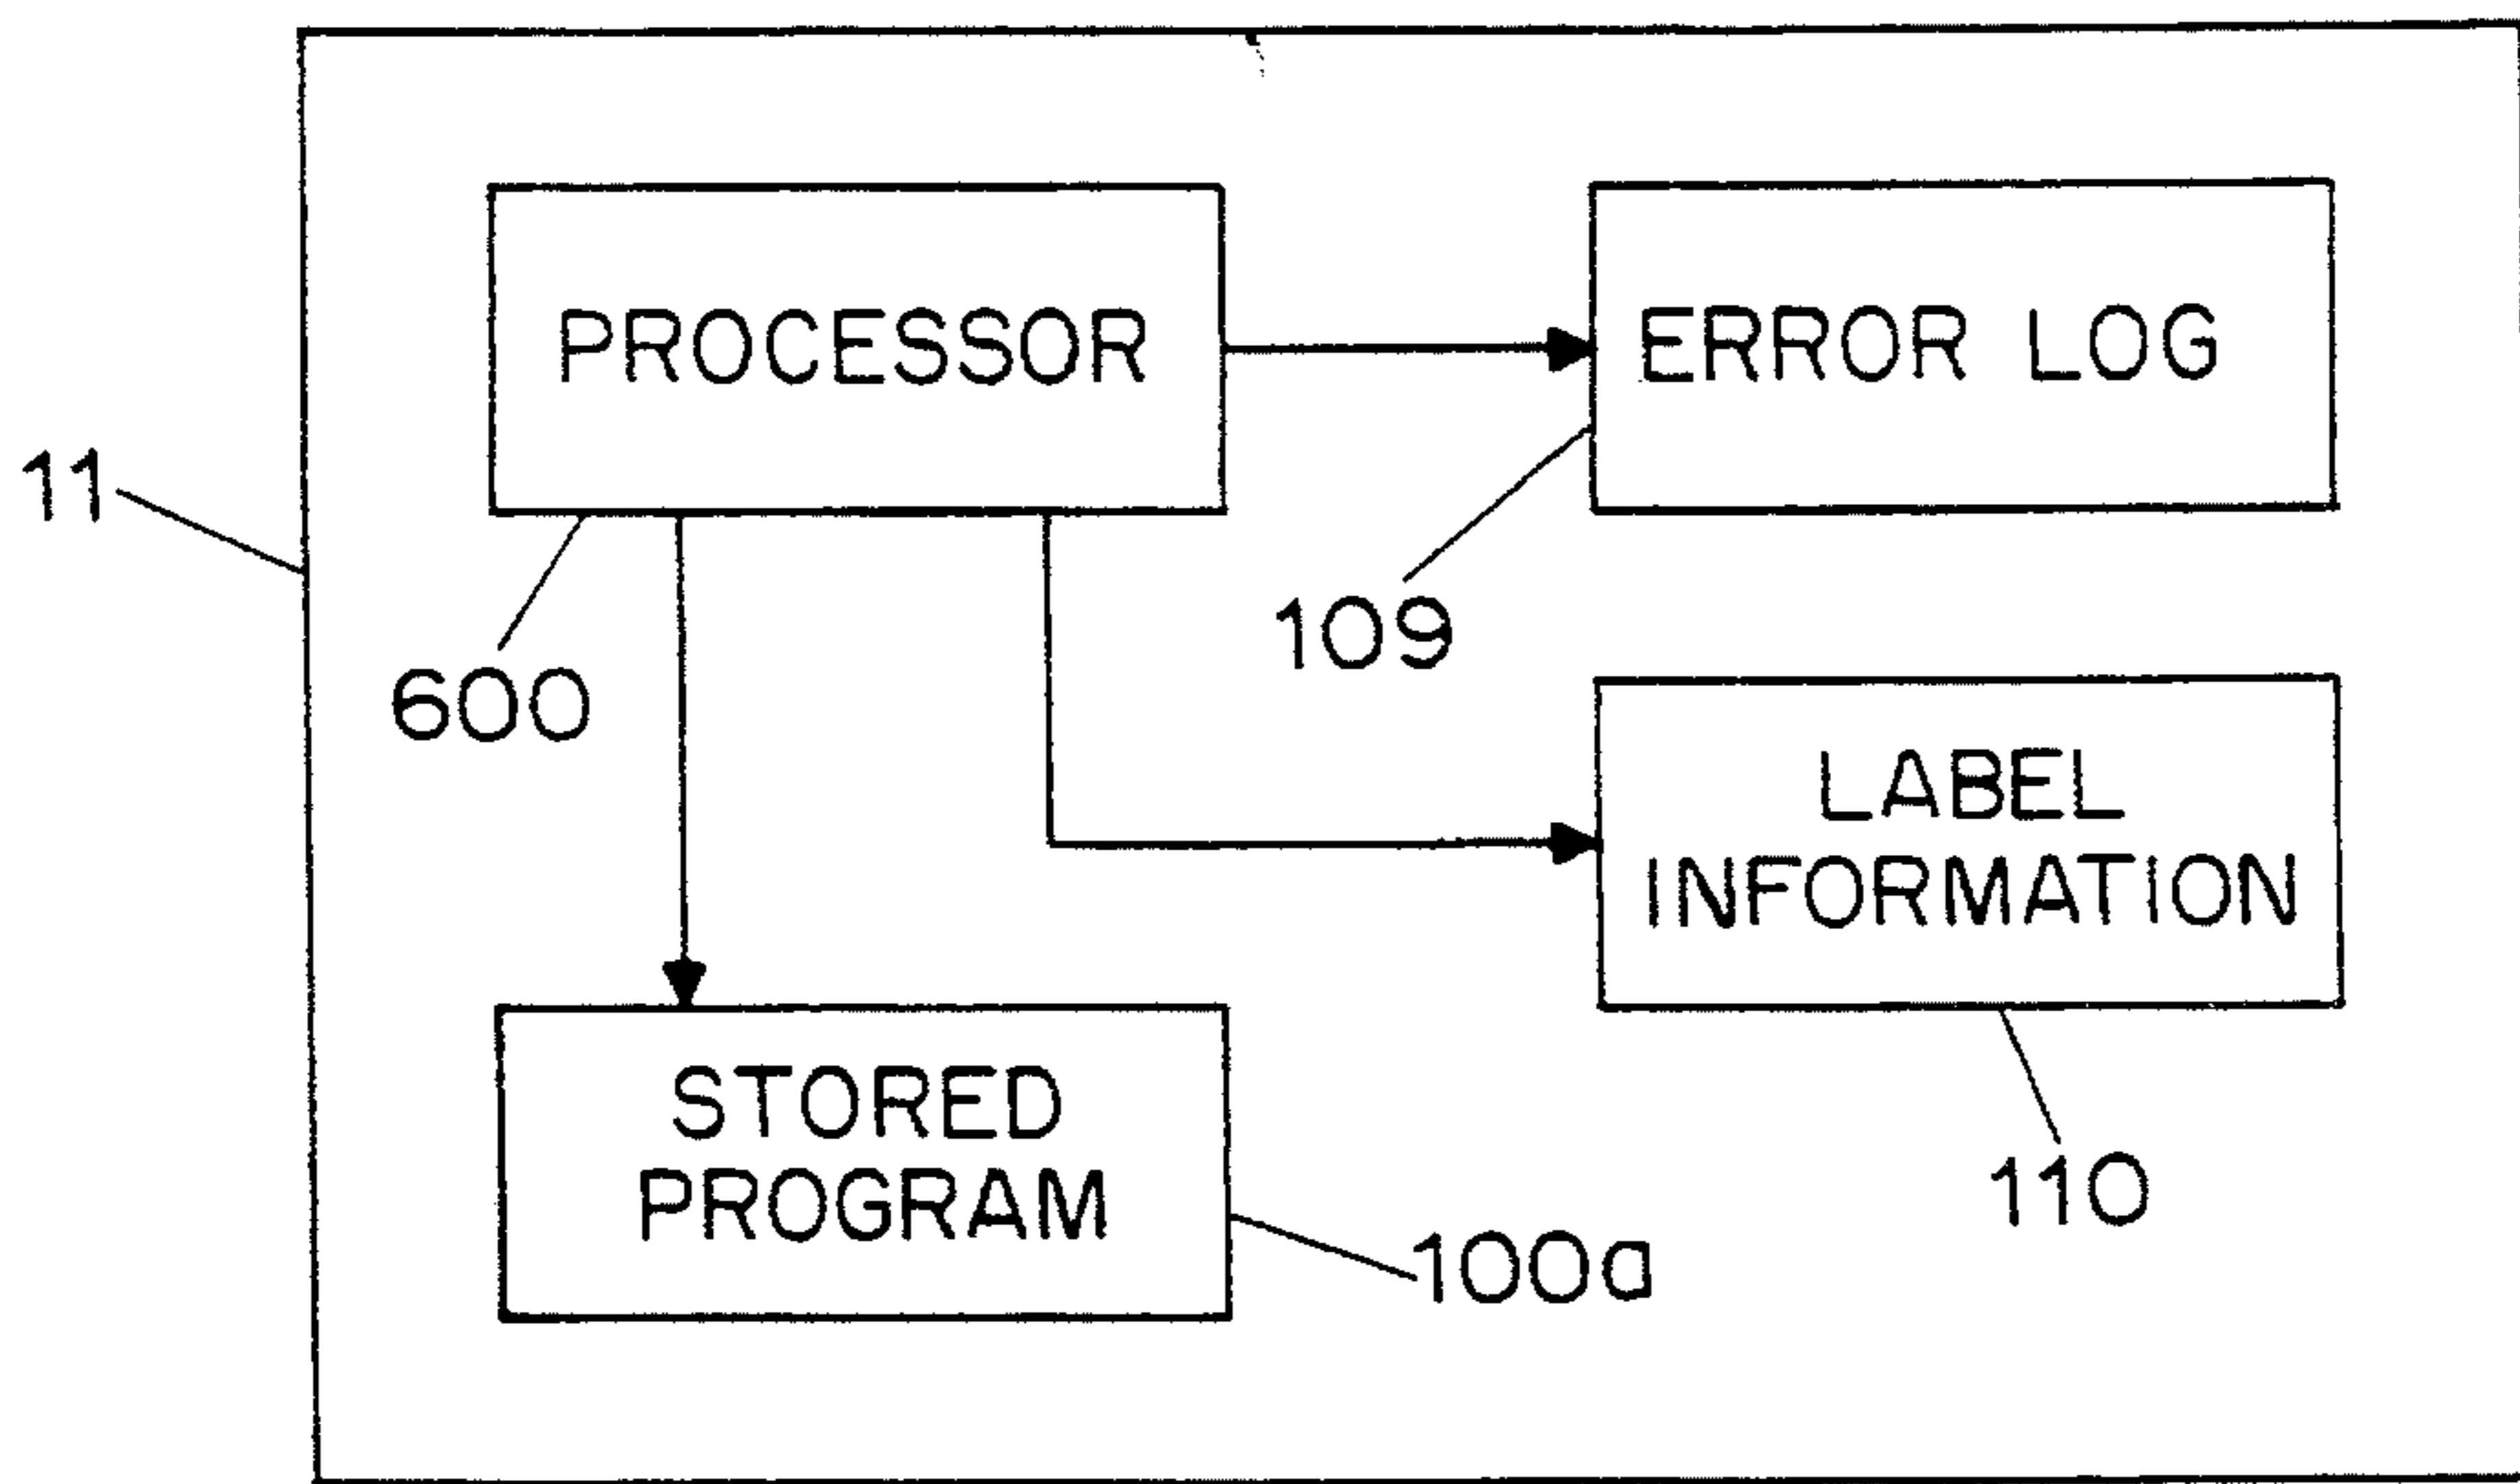 PROCESSOR
ERROR LOG
11
109
600
LABEL
INFORMATION
STORED
PROGRAM
110
100a